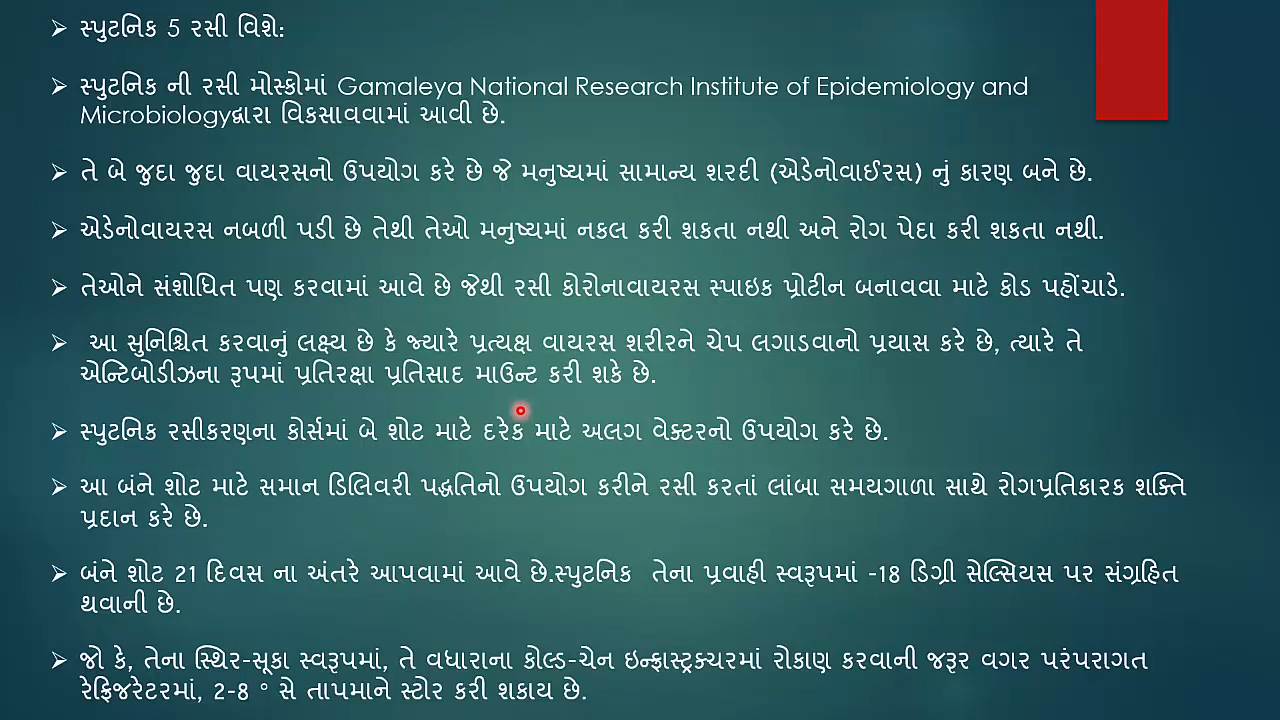 સ્પુટનિક 5 રસી વિશે:
સ્પુટનિક ની રસી મોસ્કોમાં Gamaleya National Research Institute of Epidemiology and
Microbiologyદ્વારા વિકસાવવામાં આવી છે.
તે બે જુદા જુદા વાયરસનો ઉપયોગ કરે છે જે મનુષ્યમાં સામાન્ય શરદી (એડેનોવાઈરસ) નું કારણ બને છે.
એડેનોવાયરસ નબળી પડી છે તેથી તેઓ મનુષ્યમાં નકલ કરી શકતા નથી અને રોગ પેદા કરી શકતા નથી.
તેઓને સંશોધિત પણ કરવામાં આવે છે જેથી રસી કોરોનાવાયરસ સ્પાઇક પ્રોટીન બનાવવા માટે કોડ પહોંચાડે.
આ સુનિશ્ચિત કરવાનું લક્ષ્ય છે કે જ્યારે પ્રત્યક્ષ વાયરસ શરીરને ચેપ લગાડવાનો પ્રયાસ કરે છે, ત્યારે તે
એન્ટિબોડીઝના રૂપમાં પ્રતિરક્ષા પ્રતિસાદ માઉન્ટ કરી શકે છે.
સ્પુટનિક રસીકરણના કોર્સમાં બે શોટ માટે દરેક માટે અલગ વેક્ટરનો ઉપયોગ કરે છે.
આ બંને શોટ માટે સમાન ડિલિવરી પદ્ધતિનો ઉપયોગ કરીને રસી કરતાં લાંબા સમયગાળા સાથે રોગપ્રતિકારક શક્તિ
પ્રદાન કરે છે.
બંને શોટ 21 દિવસ ના અંતરે આપવામાં આવે છે.સ્પુટનિક તેના પ્રવાહી સ્વરૂપમાં -18 ડિગ્રી સેલ્સિયસ પર સંગ્રહિત
થવાની છે.
જો કે, તેના સ્થિર-સૂકા સ્વરૂપમાં, તે વધારાના કોલ્ડ-ચેન ઇન્ફ્રાસ્ટ્રક્ચરમાં રોકાણ કરવાની જરૂર વગર પરંપરાગત
રેફ્રિજરેટરમાં, 2-8 ° સે તાપમાને સ્ટોર કરી શકાય છે.